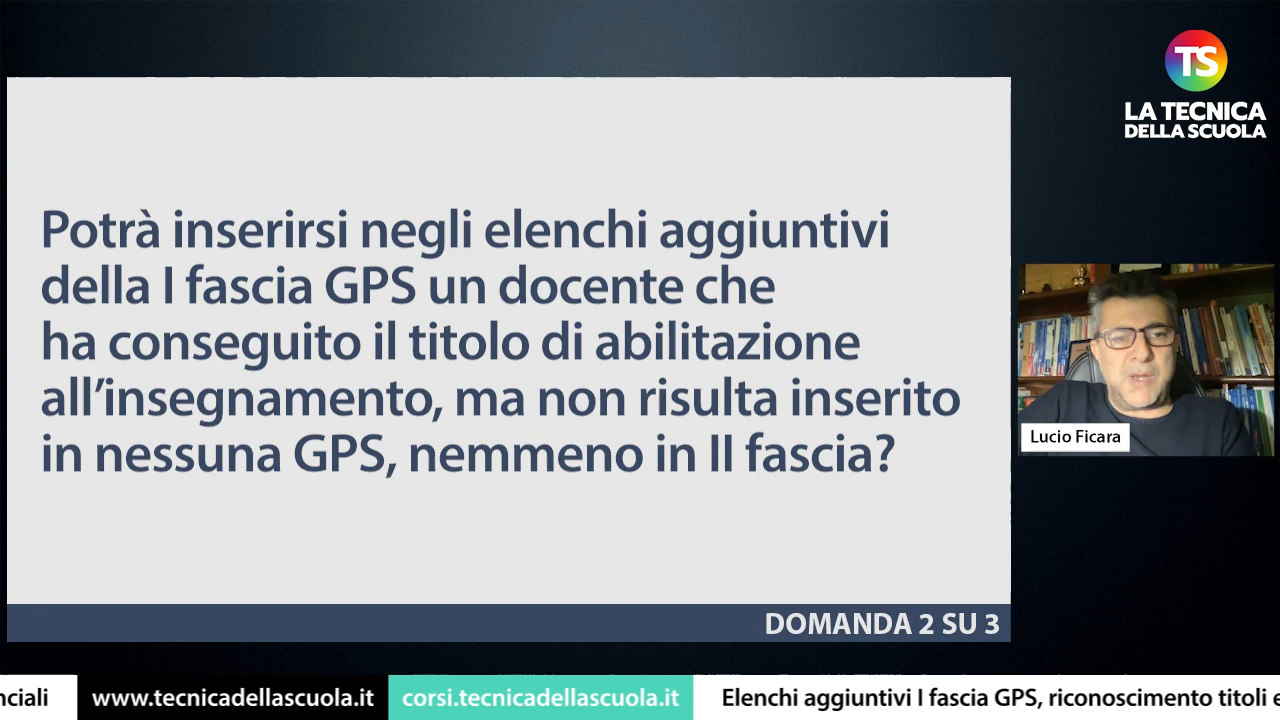 TS
LA TECNICA
DELLA SCUOLA
Potrà inserirsi negli elenchi aggiuntivi
della I fascia GPS un docente che
ha conseguito il titolo di abilitazione
all’insegnamento, ma non risulta inserito
in nessuna GPS, nemmeno in II fascia?
Lucio Ficara
DOMANDA 2 SU 3
nciali www.tecnicadellascuola.it corsi.tecnicadellascuola.it Elenchi aggiuntivi I fascia GPS, riconoscimento titoli e